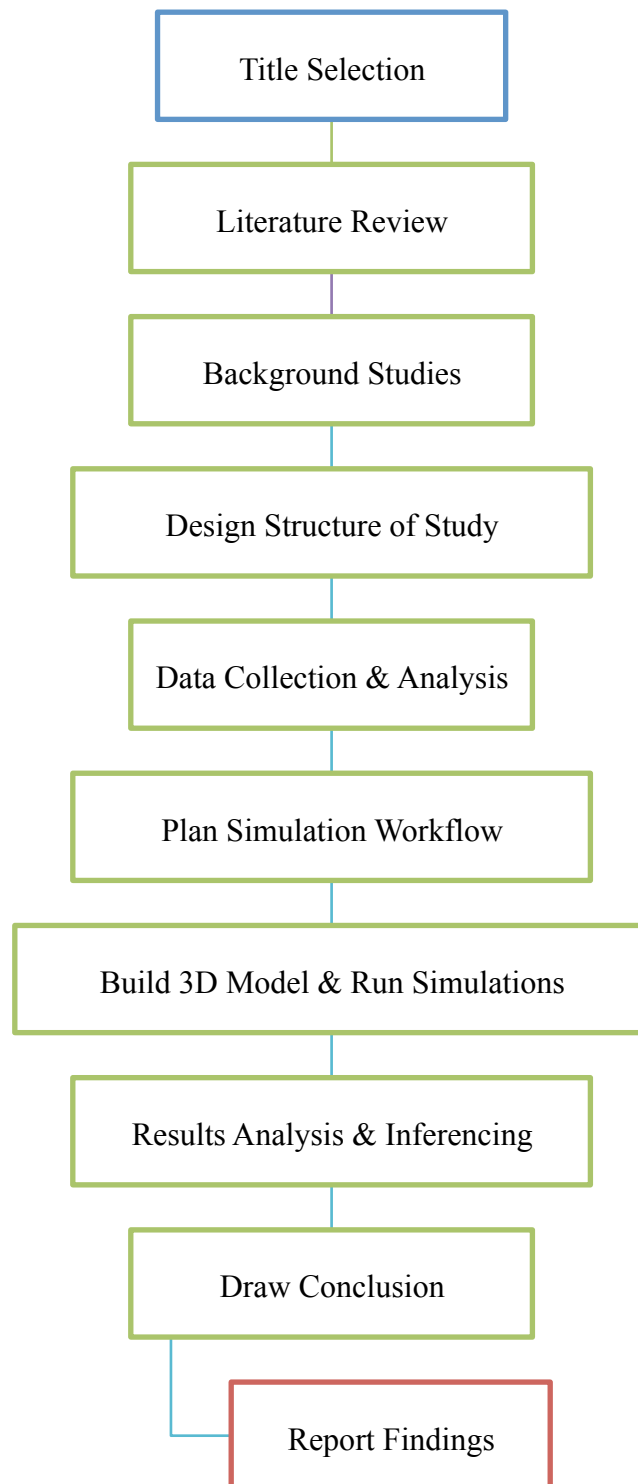 Title Selection
Literature Review
Background Studies
Design Structure of Study
Data Collection & Analysis
Plan Simulation Workflow
Build 3D Model & Run Simulations
Results Analysis & Inferencing
Draw Conclusion
Report Findings